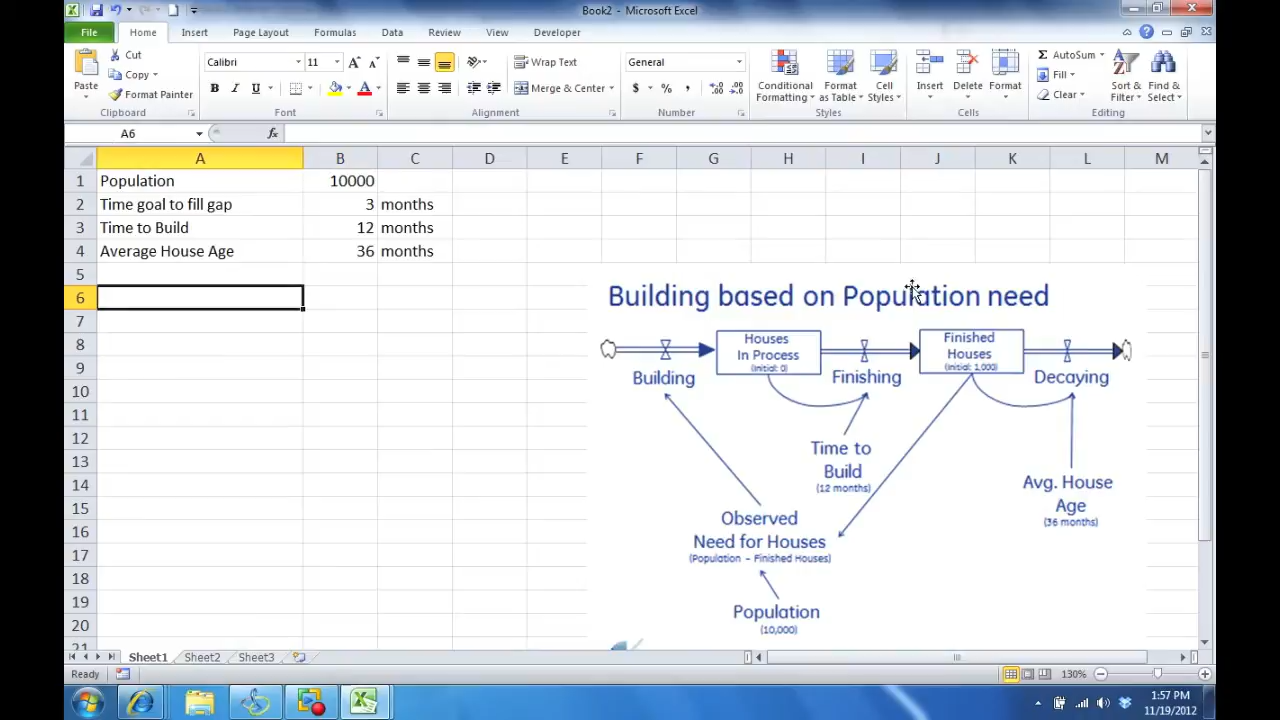 Book2 - Microsoft Excel
File Home Insert Page Layout Formulas Data Review View Developer
Paste
Cut
Copy
Format Painter
Clipboard
Calibri 11
B I U
Font
Wrap Text
Merge & Center
Alignment
General
$ % ,
Number
Conditional Formatting
Format as Table
Cell Styles
Styles
Insert
Delete
Format
Cells
AutoSum
Fill
Clear
Sort & Filter
Find & Select
Editing
A6 fx
A B C D E F G H I J K L M
1 Population 10000
2 Time goal to fill gap 3 months
3 Time to Build 12 months
4 Average House Age 36 months
5
6
7
8
9
10
11
12
13
14
15
16
17
18
19
20
21
Building based on Population need
Houses
In Process
(Initial: 0)
Finished
Houses
(Initial: 1,000)
Building
Finishing
Decaying
Time to
Build
(12 months)
Avg. House
Age
(36 months)
Observed
Need for Houses
(Population - Finished Houses)
Population
(10,000)
Sheet1 Sheet2 Sheet3
Ready 130%
1:57 PM
11/19/2012